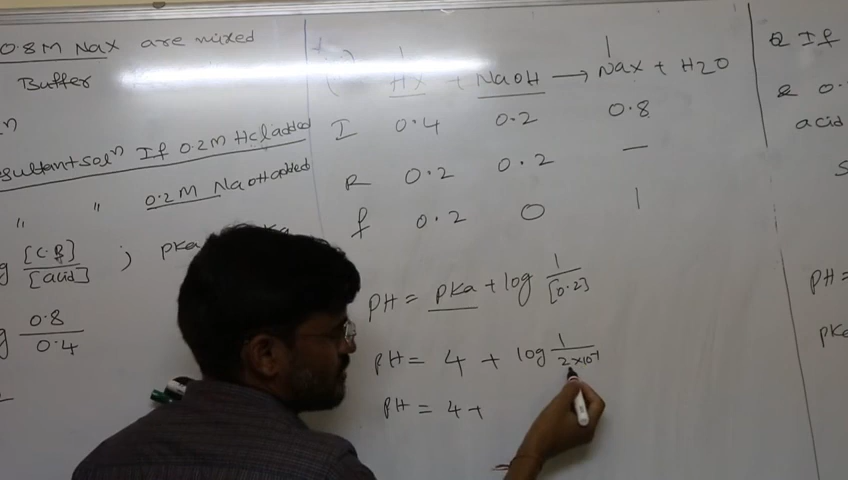 0.8M NaX are mixed
Buffer
n
esultant solⁿ If 0.2M HCl added
" " 0.2M NaOH added
g [C.B]/[acid] ; pKa
g 0.8/0.4
HX + NaOH → NaX + H2O
I 0.4 0.2 0.8
R 0.2 0.2 —
f 0.2 0 1
PH = PKa + log 1/[0.2]
PH = 4 + log 1/2×10⁻¹
PH = 4+
Q If
0.
acid
S
PH =
PKa